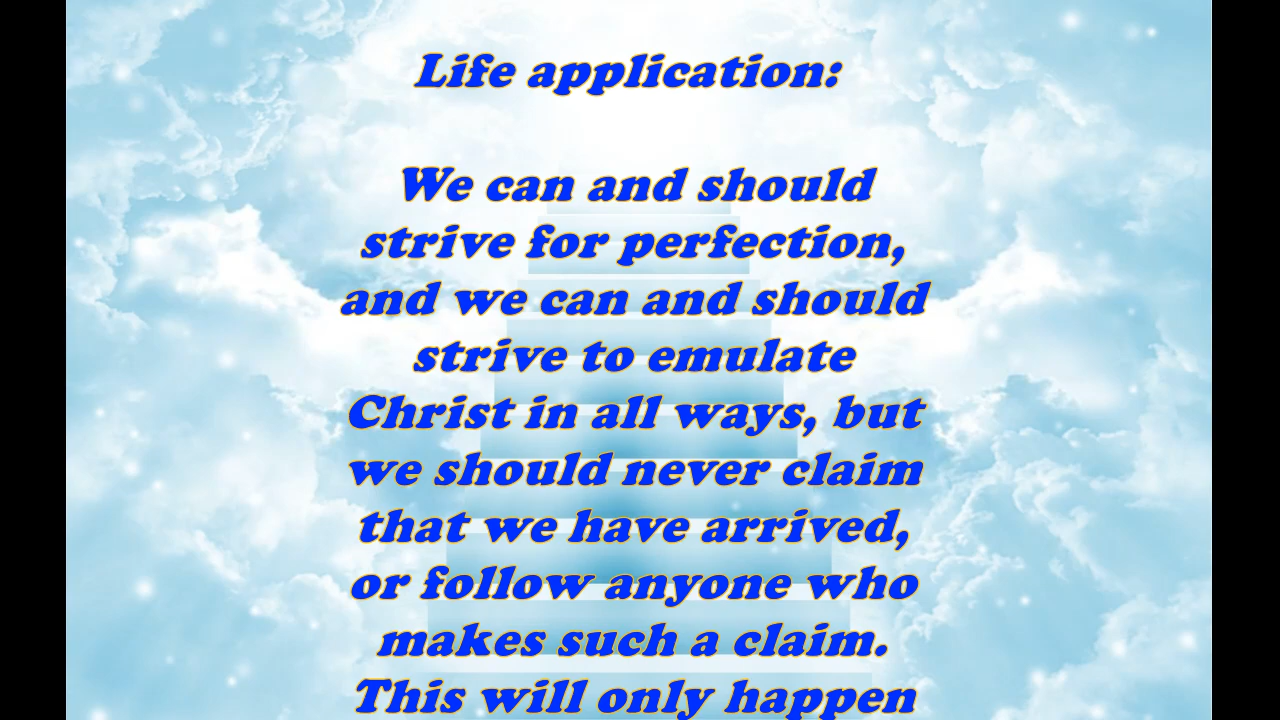 Life application:
We can and should
strive for perfection,
and we can and should
strive to emulate
Christ in all ways, but
we should never claim
that we have arrived,
or follow anyone who
makes such a claim.
This will only happen